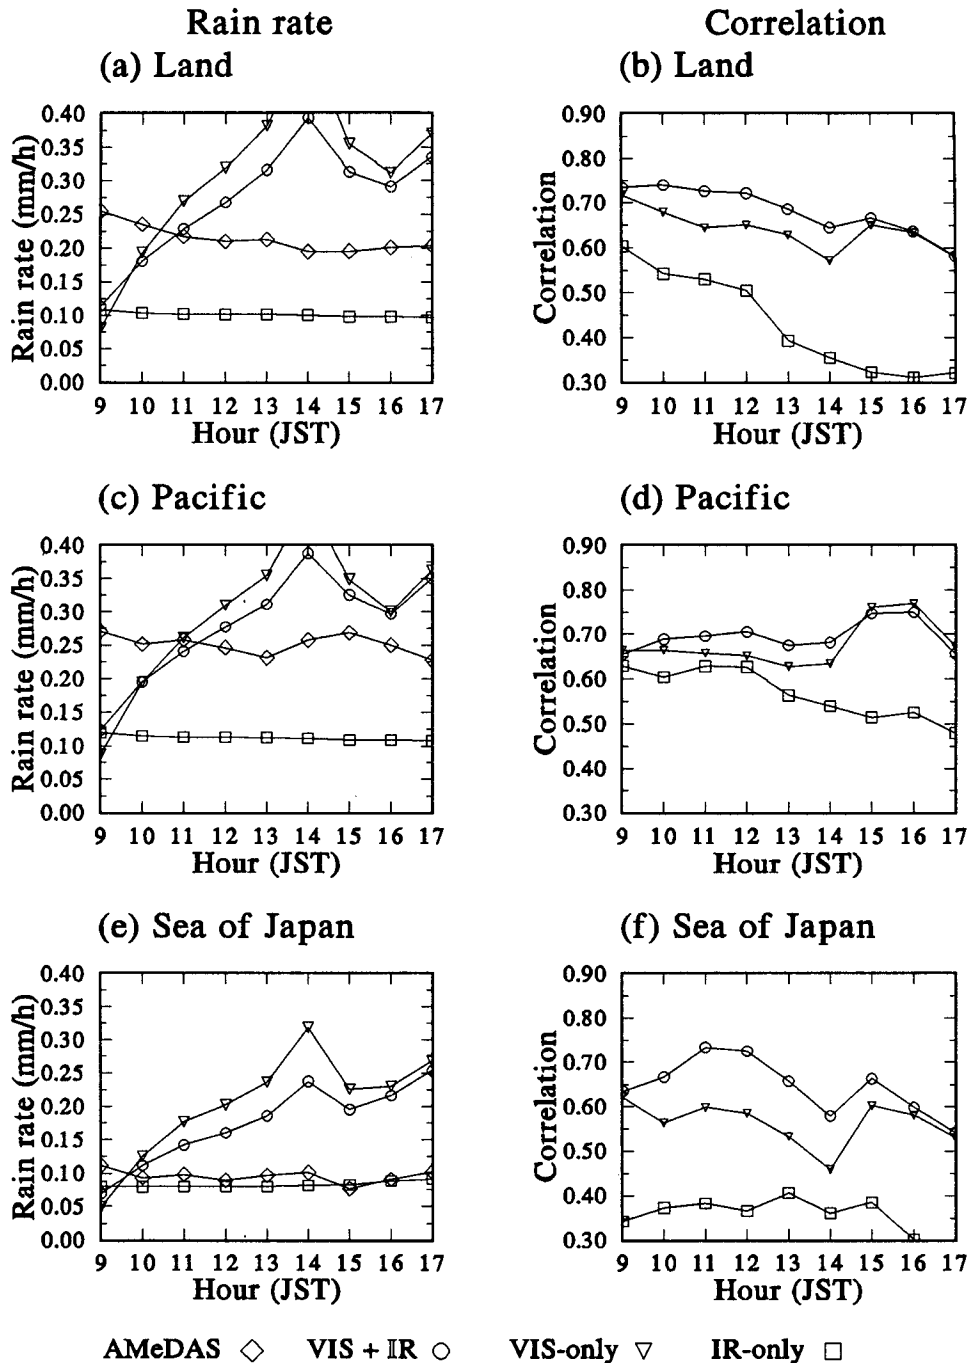 Rain rate
Correlation
(a) Land
(b) Land
Rain rate (mm/h)
0.40
0.35
0.30
0.25
0.20
0.15
0.10
0.05
0.00
9 10 11 12 13 14 15 16 17
Hour (JST)
Correlation
0.90
0.80
0.70
0.60
0.50
0.40
0.30
9 10 11 12 13 14 15 16 17
Hour (JST)
(c) Pacific
(d) Pacific
Rain rate (mm/h)
0.40
0.35
0.30
0.25
0.20
0.15
0.10
0.05
0.00
9 10 11 12 13 14 15 16 17
Hour (JST)
Correlation
0.90
0.80
0.70
0.60
0.50
0.40
0.30
9 10 11 12 13 14 15 16 17
Hour (JST)
(e) Sea of Japan
(f) Sea of Japan
Rain rate (mm/h)
0.40
0.35
0.30
0.25
0.20
0.15
0.10
0.05
0.00
9 10 11 12 13 14 15 16 17
Hour (JST)
Correlation
0.90
0.80
0.70
0.60
0.50
0.40
0.30
9 10 11 12 13 14 15 16 17
Hour (JST)
AMeDAS VIS + IR VIS-only IR-only